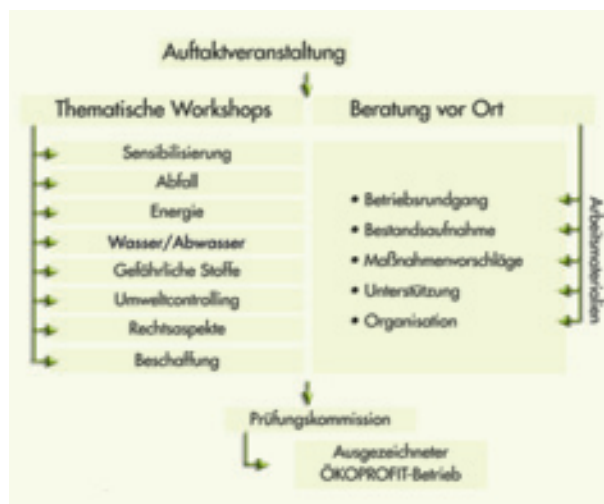 Auftaktveranstaltung
Thematische Workshops
Sensibilisierung
Abfall
Energie
Wasser/Abwasser
Gefährliche Stoffe
Umweltcontrolling
Rechtsaspekte
Beschaffung
Beratung vor Ort
• Betriebsrundgang
• Bestandsaufnahme
• Maßnahmenvorschläge
• Unterstützung
• Organisation
Arbeitsmaterialien
Prüfungskommission
Ausgezeichneter
ÖKOPROFIT-Betrieb